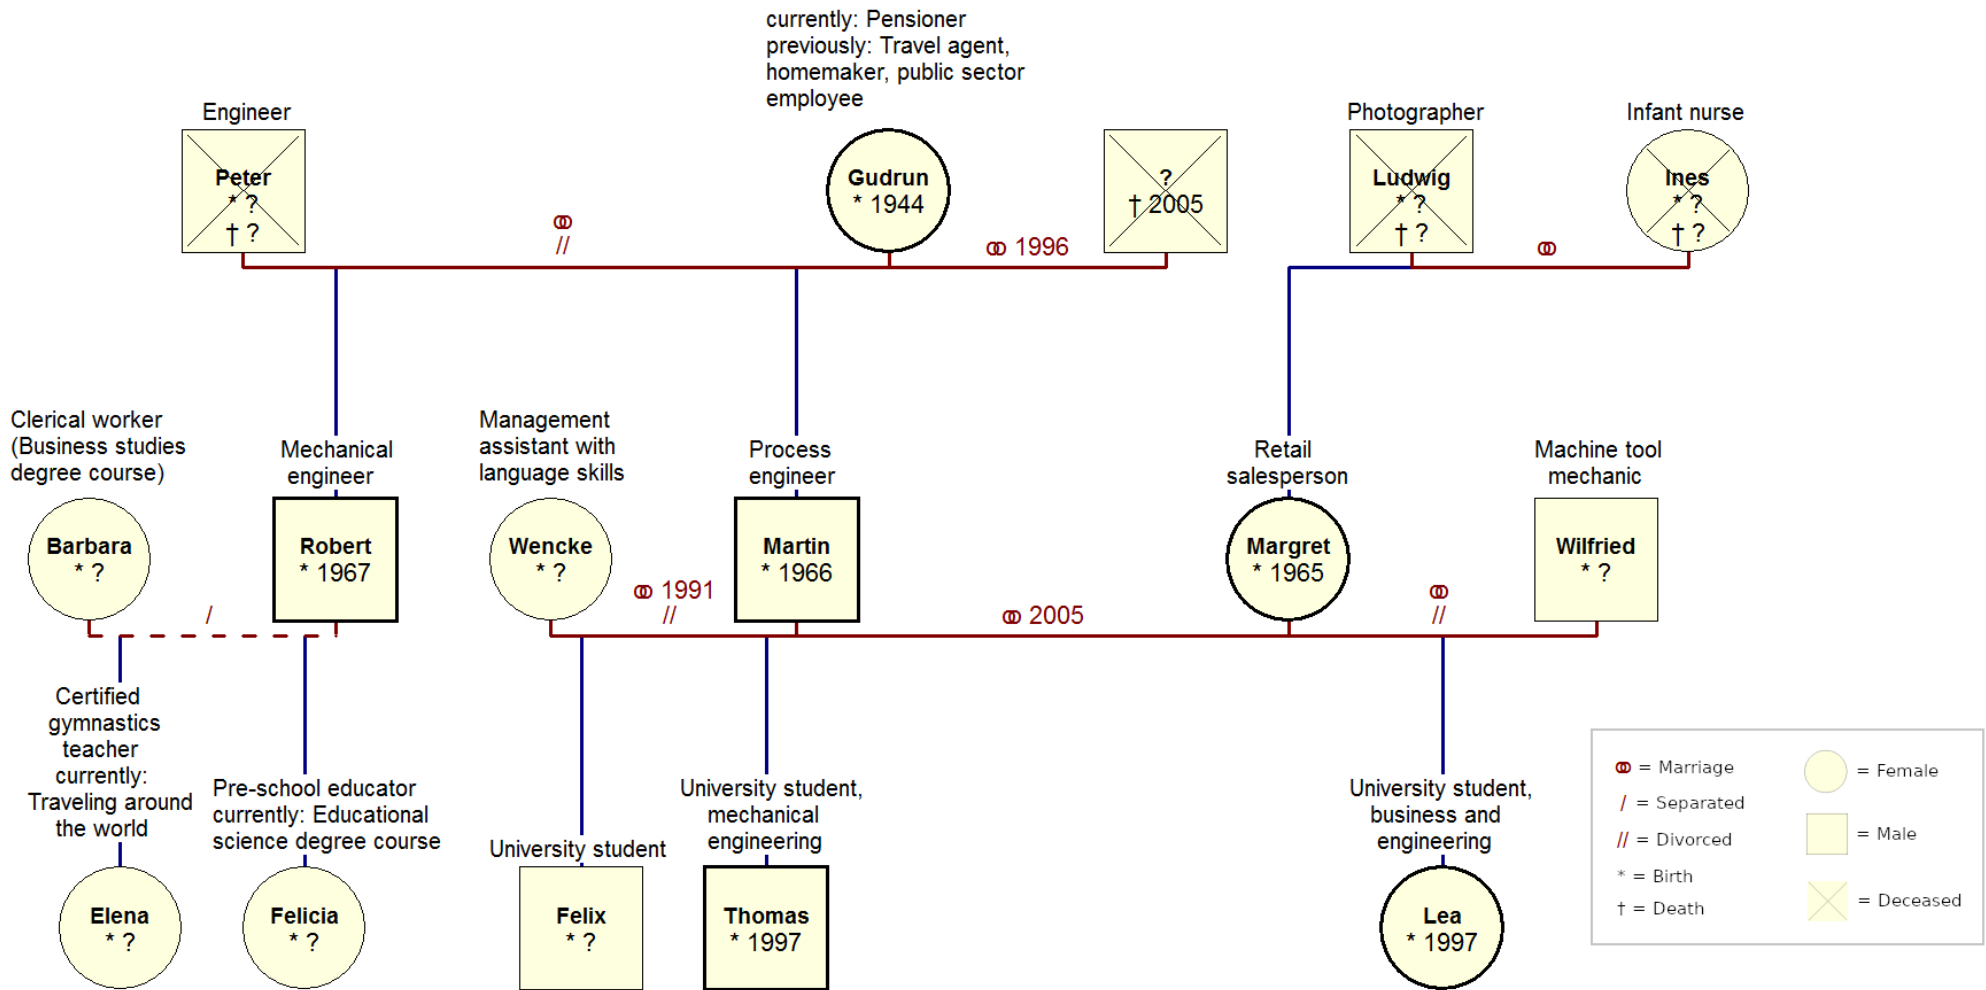 currently: Pensioner
previously: Travel agent,
homemaker, public sector
employee
Engineer
Photographer
Infant nurse
Peter
* ?
† ?
Gudrun
* 1944
?
† 2005
Ludwig
* ?
† ?
Ines
* ?
† ?
⚭
//
⚭ 1996
⚭
Clerical worker
(Business studies
degree course)
Mechanical
engineer
Management
assistant with
language skills
Process
engineer
Retail
salesperson
Machine tool
mechanic
Barbara
* ?
Robert
* 1967
Wencke
* ?
Martin
* 1966
Margret
* 1965
Wilfried
* ?
/
⚭ 1991
//
⚭ 2005
⚭
//
Certified
gymnastics
teacher
currently:
Traveling around
the world
Pre-school educator
currently: Educational
science degree course
University student
University student,
mechanical
engineering
University student,
business and
engineering
Elena
* ?
Felicia
* ?
Felix
* ?
Thomas
* 1997
Lea
* 1997
⚭ = Marriage
/ = Separated
// = Divorced
* = Birth
† = Death
= Female
= Male
= Deceased